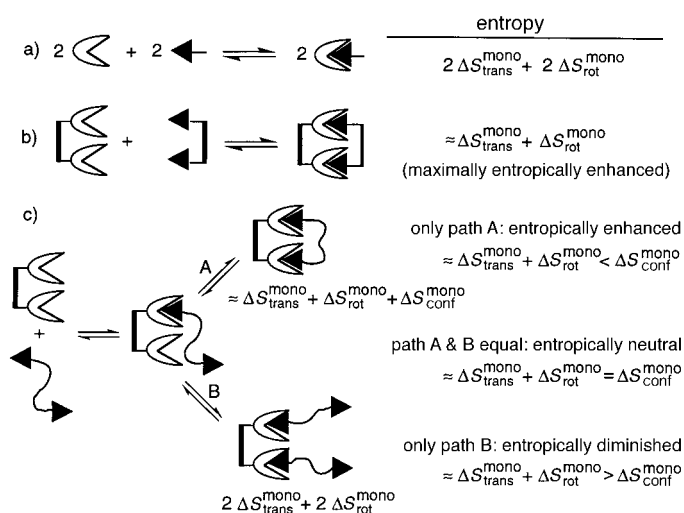 entropy
a) 2 + 2 ⇌ 2 2 ΔS_trans^mono + 2 ΔS_rot^mono
b) + ⇌ ≈ΔS_trans^mono + ΔS_rot^mono
(maximally entropically enhanced)
c)
only path A: entropically enhanced
A
≈ ΔS_trans^mono + ΔS_rot^mono < ΔS_conf^mono
≈ ΔS_trans^mono + ΔS_rot^mono + ΔS_conf^mono
+ ⇌
path A & B equal: entropically neutral
≈ ΔS_trans^mono + ΔS_rot^mono = ΔS_conf^mono
B
only path B: entropically diminished
≈ ΔS_trans^mono + ΔS_rot^mono > ΔS_conf^mono
2 ΔS_trans^mono + 2 ΔS_rot^mono